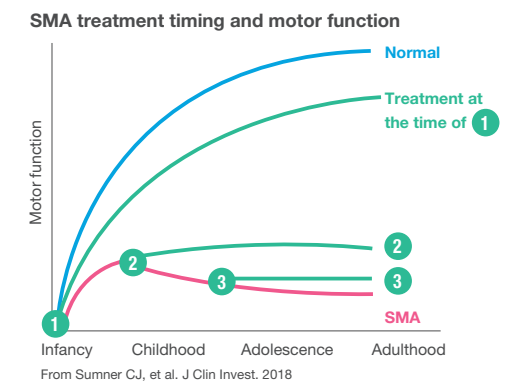 SMA treatment timing and motor function
Motor function
Normal
Treatment at
the time of 1
2
2
3
3
1
SMA
Infancy Childhood Adolescence Adulthood
From Sumner CJ, et al. J Clin Invest. 2018